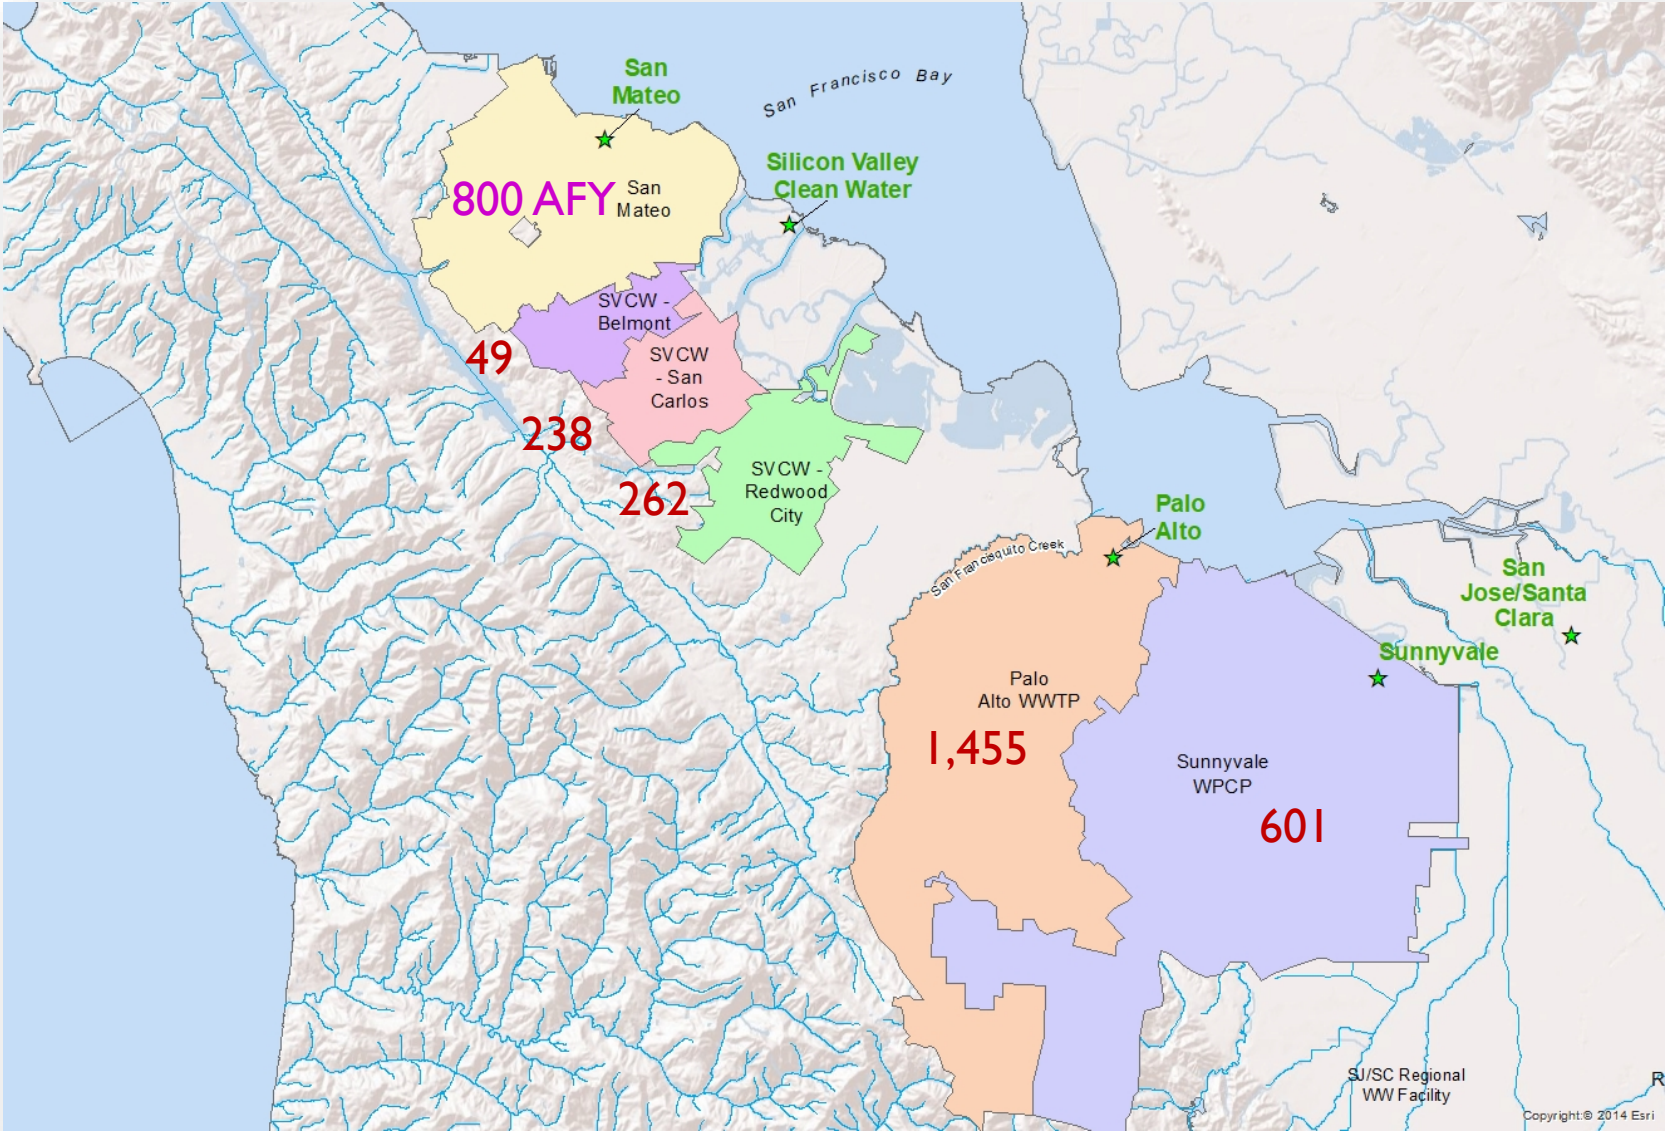 San
Mateo
San Francisco Bay
Silicon Valley
Clean Water
800 AFY
San
Mateo
SVCW -
Belmont
49
SVCW
- San
Carlos
238
SVCW -
Redwood
City
262
Palo
Alto
San Francisquito Creek
San
Jose/Santa
Clara
Sunnyvale
Palo
Alto WWTP
1,455
Sunnyvale
WPCP
601
SJ/SC Regional
WW Facility
R
Copyright:© 2014 Esri